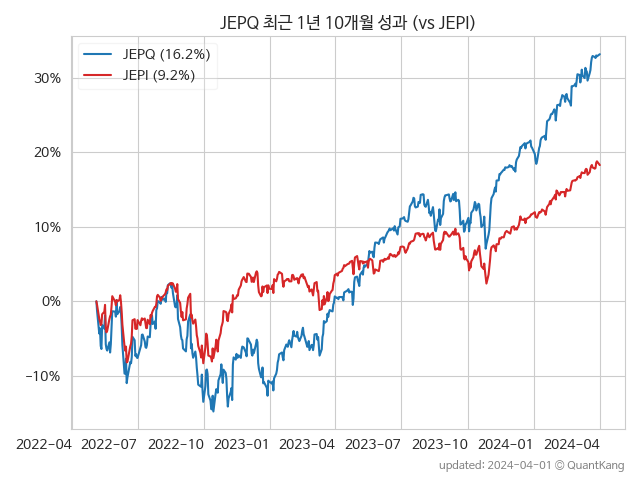 JEPQ 최근 1년 10개월 성과 (vs JEPI)
JEPQ (16.2%)
JEPI (9.2%)
30%
20%
10%
0%
−10%
2022−04 2022−07 2022−10 2023−01 2023−04 2023−07 2023−10 2024−01 2024−04
updated: 2024−04−01 © QuantKang